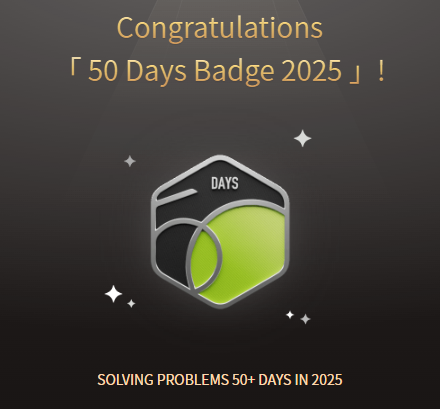 Congratulations
「 50 Days Badge 2025 」 !
DAYS
SOLVING PROBLEMS 50+ DAYS IN 2025